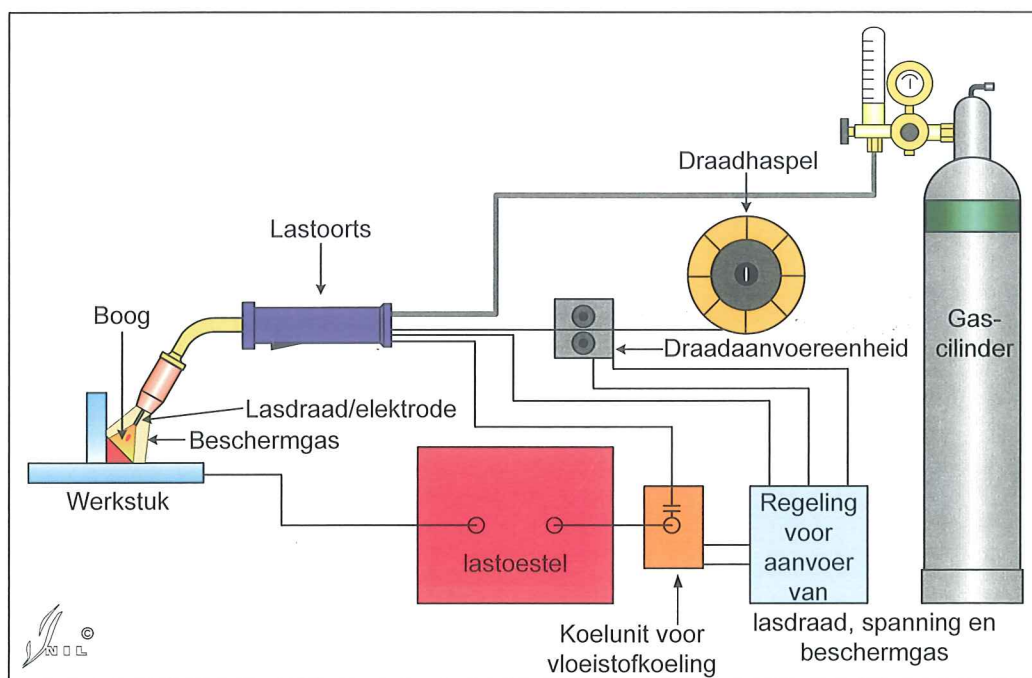 Draadhaspel
Lastoorts
Boog
Gas-
cilinder
Draadaanvoereenheid
Lasdraad/elektrode
Beschermgas
Werkstuk
lastoestel
Regeling
voor
aanvoer
van
lasdraad, spanning en
beschermgas
Koelunit voor
vloeistofkoeling
©
NIL